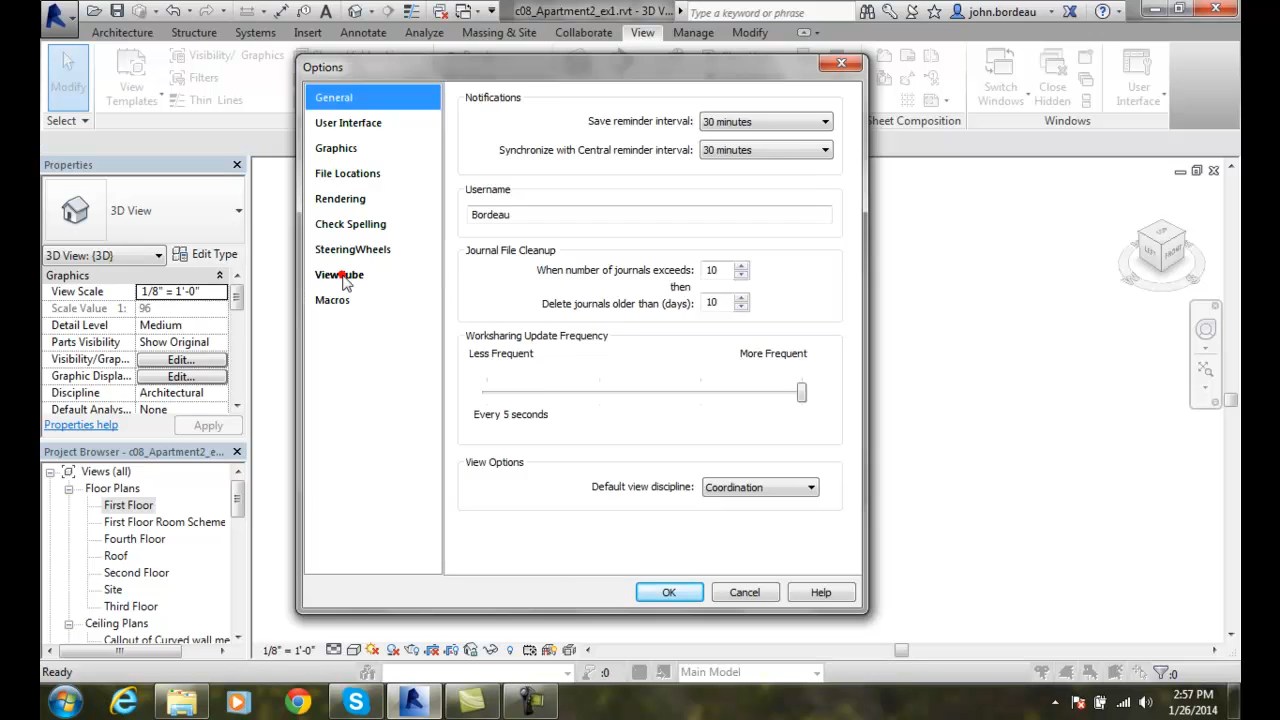 c08_Apartment2_ex1.rvt - 3D V...
Type a keyword or phrase
john.bordeau
Architecture Structure Systems Insert Annotate Analyze Massing & Site Collaborate View Manage Modify
Modify
View Templates
Visibility/ Graphics
Filters
Thin Lines
Switch Windows
Close Hidden
User Interface
Select
Sheet Composition
Windows
Options
General
User Interface
Graphics
File Locations
Rendering
Check Spelling
SteeringWheels
ViewCube
Macros
Notifications
Save reminder interval: 30 minutes
Synchronize with Central reminder interval: 30 minutes
Username
Bordeau
Journal File Cleanup
When number of journals exceeds: 10
then
Delete journals older than (days): 10
Worksharing Update Frequency
Less Frequent More Frequent
Every 5 seconds
View Options
Default view discipline: Coordination
OK Cancel Help
Properties
3D View
3D View: {3D} Edit Type
Graphics
View Scale 1/8" = 1'-0"
Scale Value 1: 96
Detail Level Medium
Parts Visibility Show Original
Visibility/Grap... Edit...
Graphic Displa... Edit...
Discipline Architectural
Default Analys... None
Properties help Apply
Project Browser - c08_Apartment2_e...
Views (all)
Floor Plans
First Floor
First Floor Room Scheme
Fourth Floor
Roof
Second Floor
Site
Third Floor
Ceiling Plans
Callout of Curved wall me
TOP
FRONT
1/8" = 1'-0"
Ready
:0
Main Model
:0
2:57 PM
1/26/2014